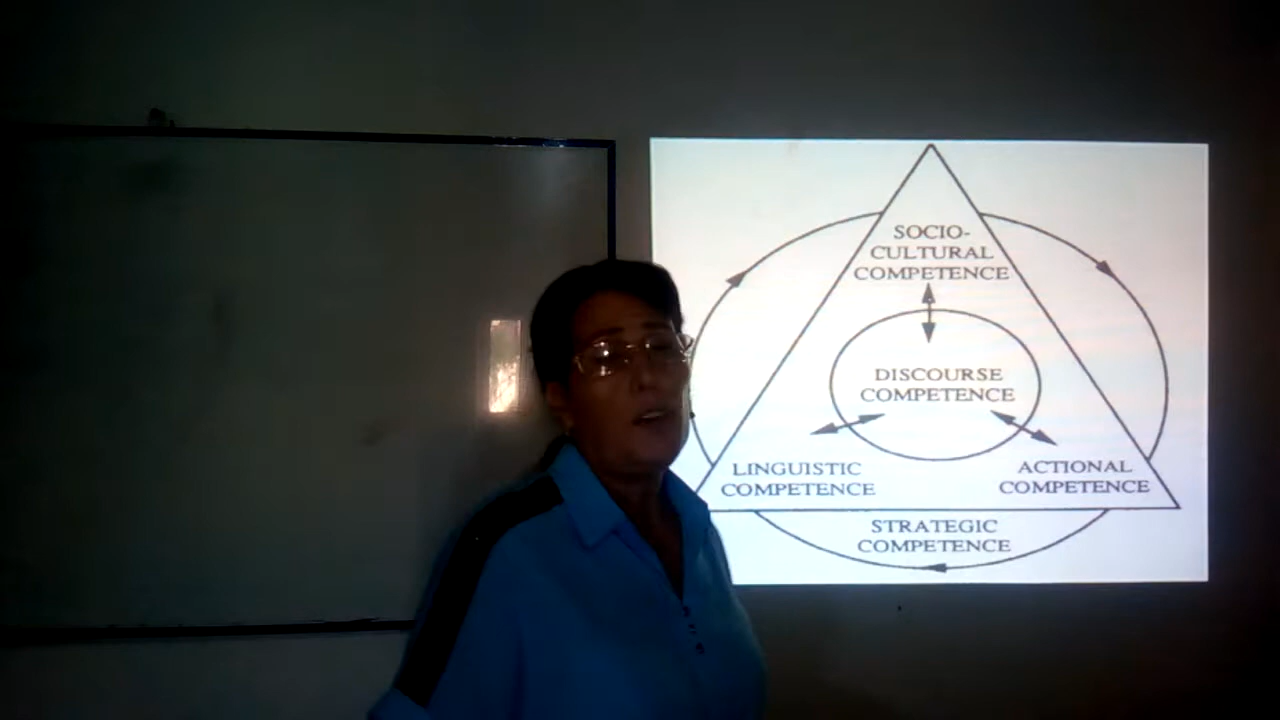 SOCIO-
CULTURAL
COMPETENCE
DISCOURSE
COMPETENCE
LINGUISTIC
COMPETENCE
ACTIONAL
COMPETENCE
STRATEGIC
COMPETENCE